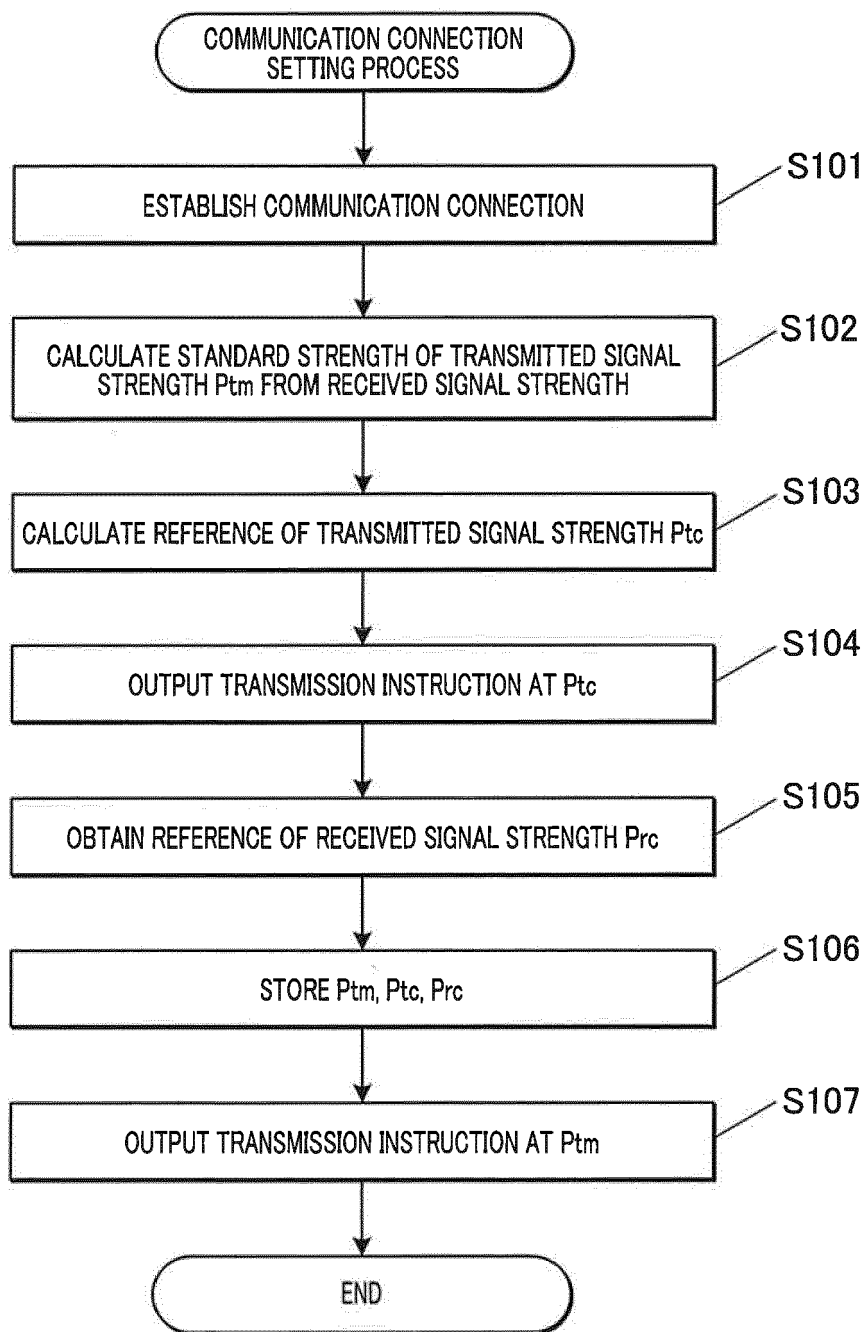 COMMUNICATION CONNECTION
SETTING PROCESS
S101
ESTABLISH COMMUNICATION CONNECTION
S102
CALCULATE STANDARD STRENGTH OF TRANSMITTED SIGNAL
STRENGTH Ptm FROM RECEIVED SIGNAL STRENGTH
S103
CALCULATE REFERENCE OF TRANSMITTED SIGNAL STRENGTH Ptc
S104
OUTPUT TRANSMISSION INSTRUCTION AT Ptc
S105
OBTAIN REFERENCE OF RECEIVED SIGNAL STRENGTH Prc
S106
STORE Ptm, Ptc, Prc
S107
OUTPUT TRANSMISSION INSTRUCTION AT Ptm
END